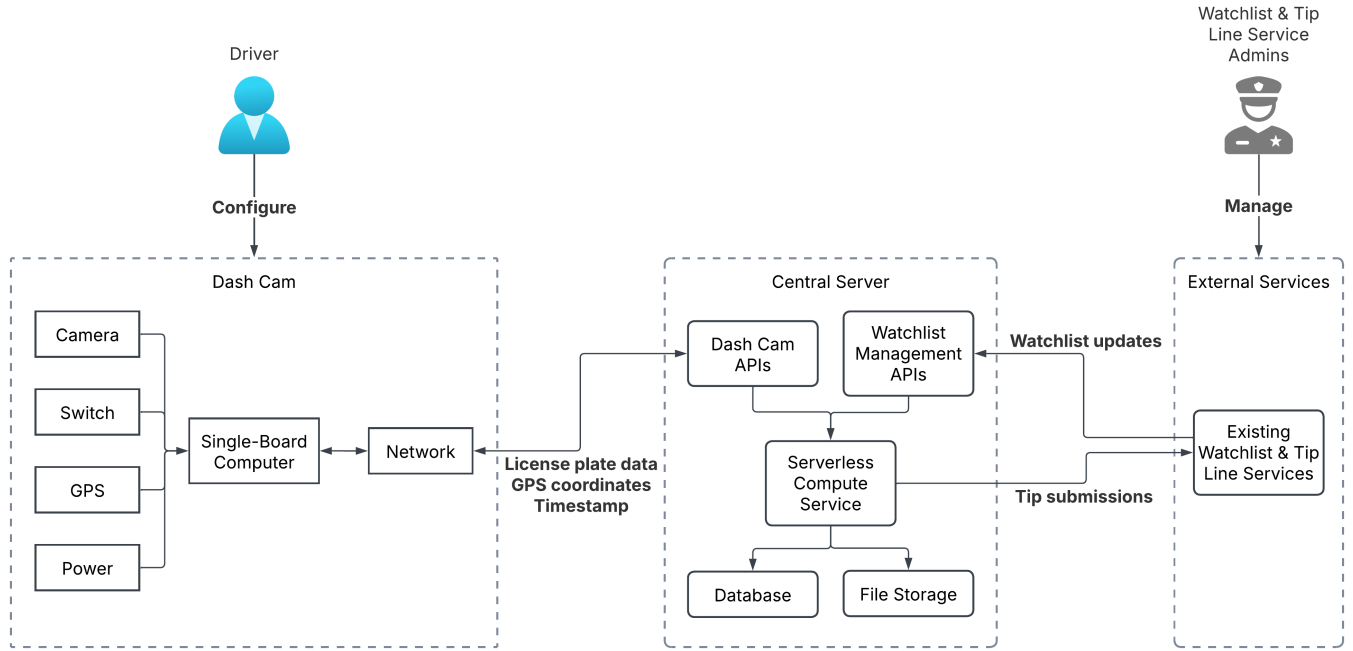 Driver
Configure
Watchlist & Tip
Line Service
Admins
Manage
Dash Cam
Camera
Switch
GPS
Power
Single-Board
Computer
Network
License plate data
GPS coordinates
Timestamp
Central Server
Dash Cam
APIs
Watchlist
Management
APIs
Serverless
Compute
Service
Database
File Storage
Watchlist updates
Tip submissions
External Services
Existing
Watchlist & Tip
Line Services